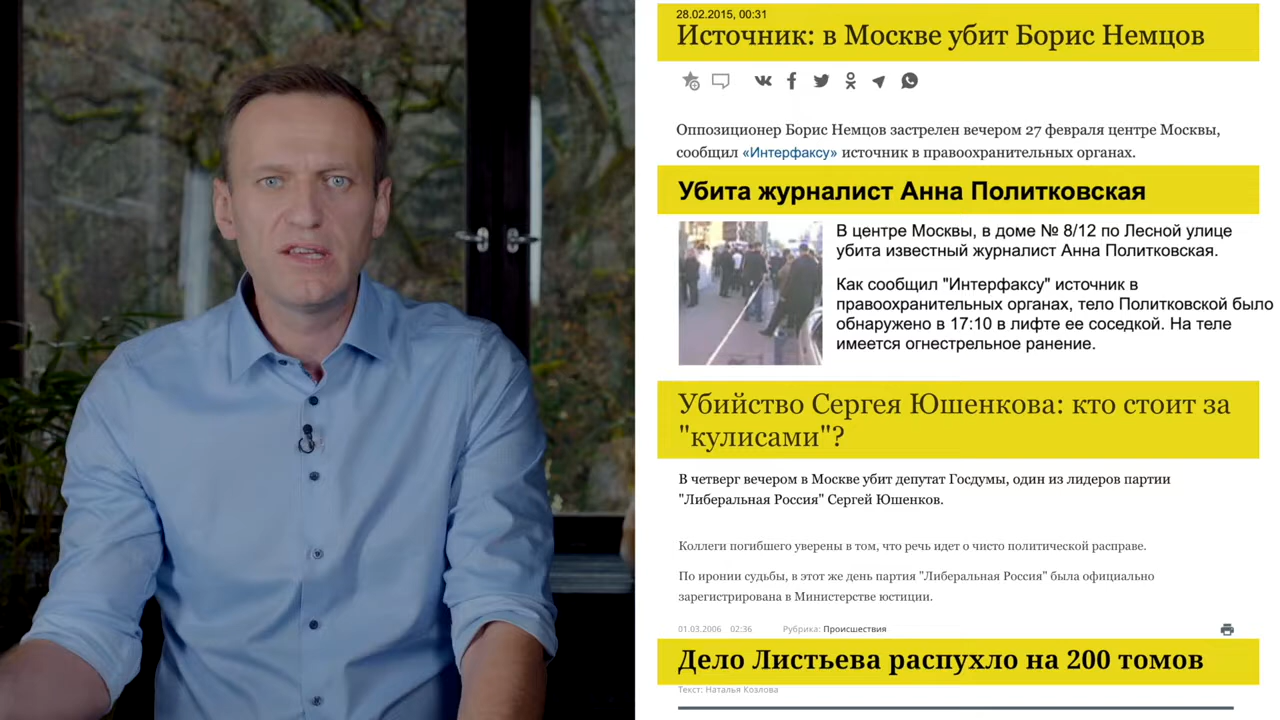 28.02.2015, 00:31
Источник: в Москве убит Борис Немцов
Оппозиционер Борис Немцов застрелен вечером 27 февраля центре Москвы,
сообщил «Интерфаксу» источник в правоохранительных органах.
Убита журналист Анна Политковская
В центре Москвы, в доме № 8/12 по Лесной улице
убита известный журналист Анна Политковская.
Как сообщил "Интерфаксу" источник в
правоохранительных органах, тело Политковской было
обнаружено в 17:10 в лифте ее соседкой. На теле
имеется огнестрельное ранение.
Убийство Сергея Юшенкова: кто стоит за
"кулисами"?
В четверг вечером в Москве убит депутат Госдумы, один из лидеров партии
"Либеральная Россия" Сергей Юшенков.
Коллеги погибшего уверены в том, что речь идет о чисто политической расправе.
По иронии судьбы, в этот же день партия "Либеральная Россия" была официально
зарегистрирована в Министерстве юстиции.
01.03.2006 02:36 Рубрика: Происшествия
Дело Листьева распухло на 200 томов
Текст: Наталья Козлова